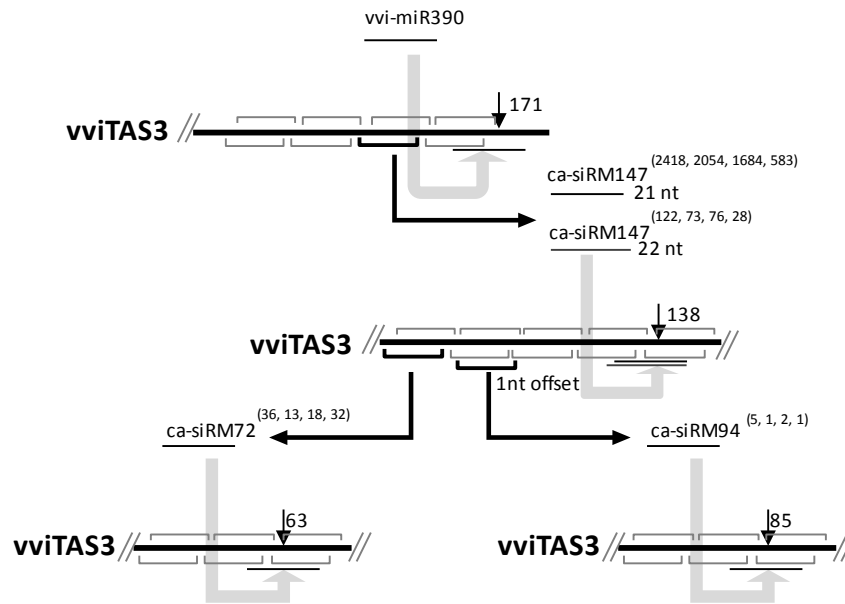 vvi-miR390
171
vviTAS3
ca-siRM147 (2418, 2054, 1684, 583)
21 nt
ca-siRM147 (122, 73, 76, 28)
22 nt
138
vviTAS3
1nt offset
ca-siRM72 (36, 13, 18, 32)
ca-siRM94 (5, 1, 2, 1)
63
85
vviTAS3
vviTAS3